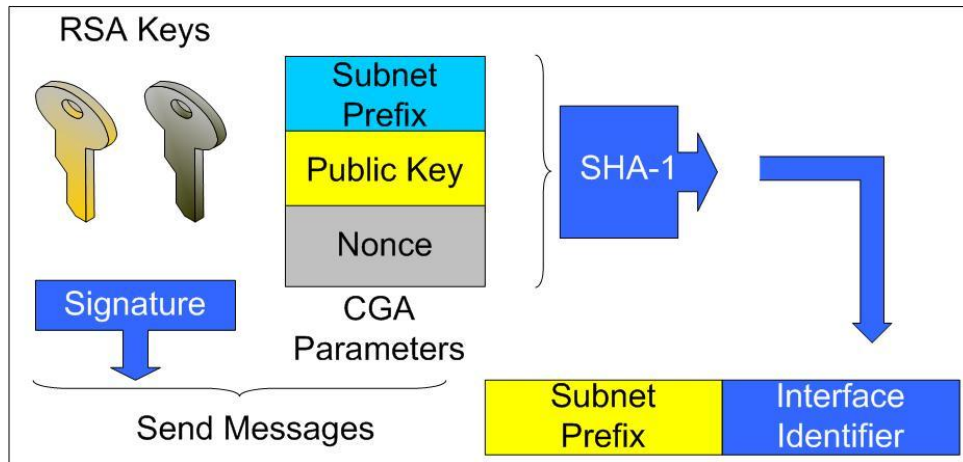 RSA Keys
Subnet
Prefix
Public Key
Nonce
SHA-1
Signature
CGA
Parameters
Send Messages
Subnet
Prefix
Interface
Identifier